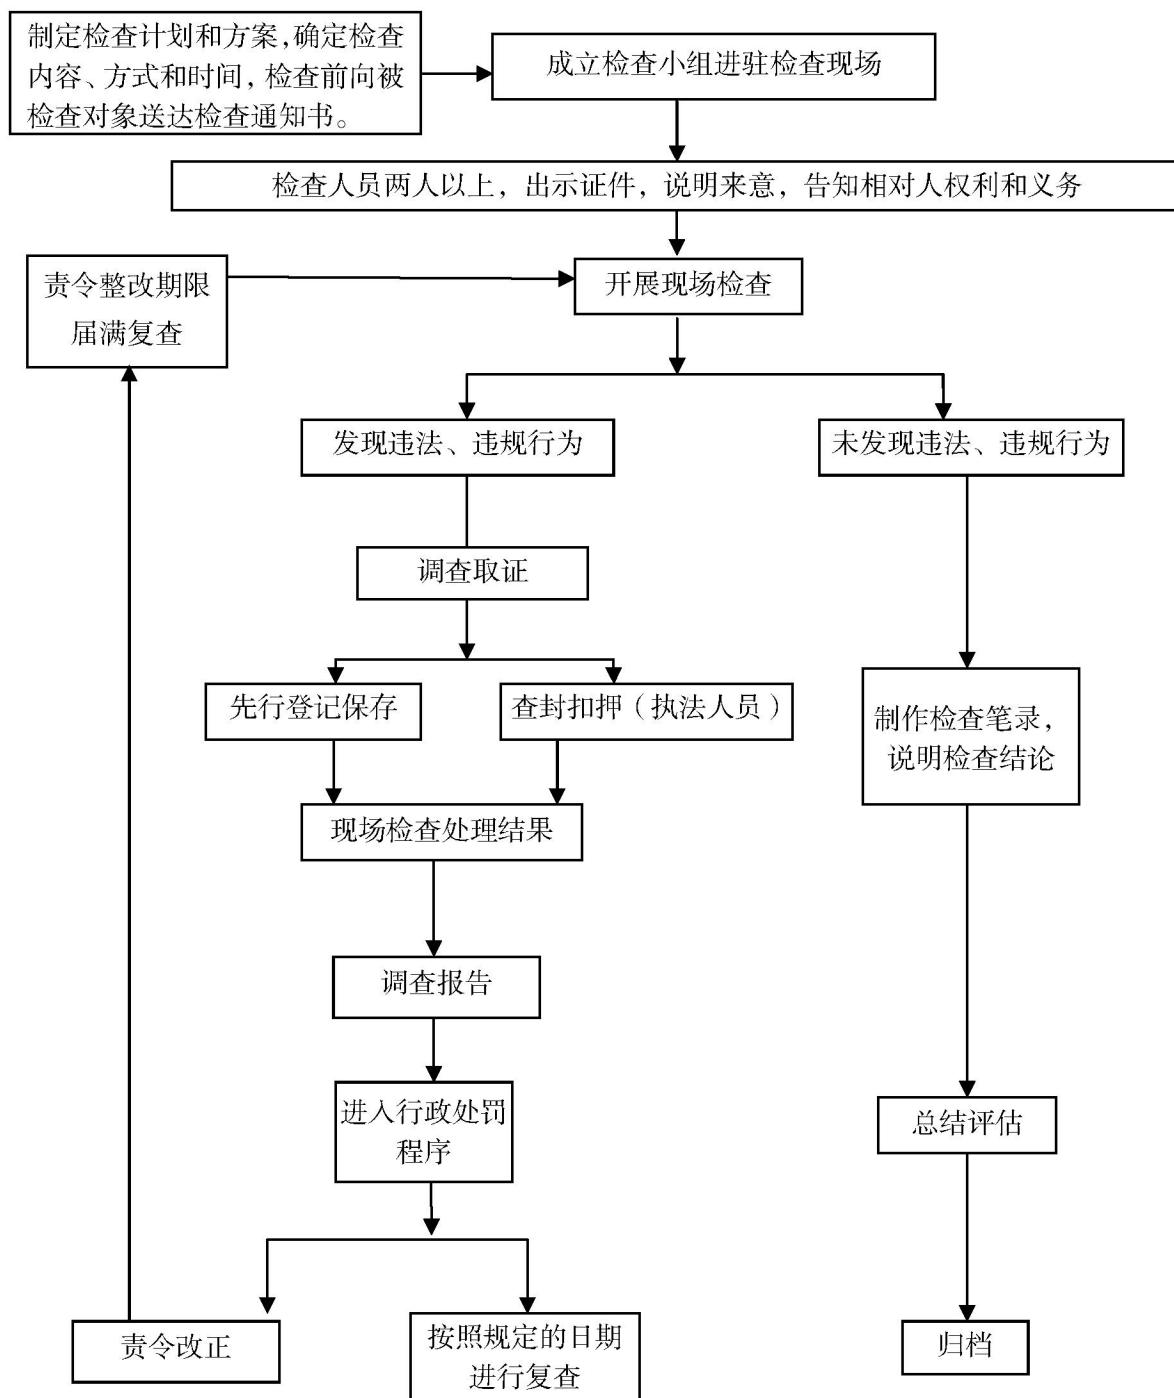 制定检查计划和方案,确定检查
内容、方式和时间，检查前向被
检查对象送达检查通知书。
成立检查小组进驻检查现场
检查人员两人以上，出示证件，说明来意，告知相对人权利和义务
责令整改期限
届满复查
开展现场检查
发现违法、违规行为
未发现违法、违规行为
调查取证
先行登记保存
查封扣押（执法人员）
制作检查笔录，
说明检查结论
现场检查处理结果
调查报告
进入行政处罚
程序
总结评估
责令改正
按照规定的日期
进行复查
归档